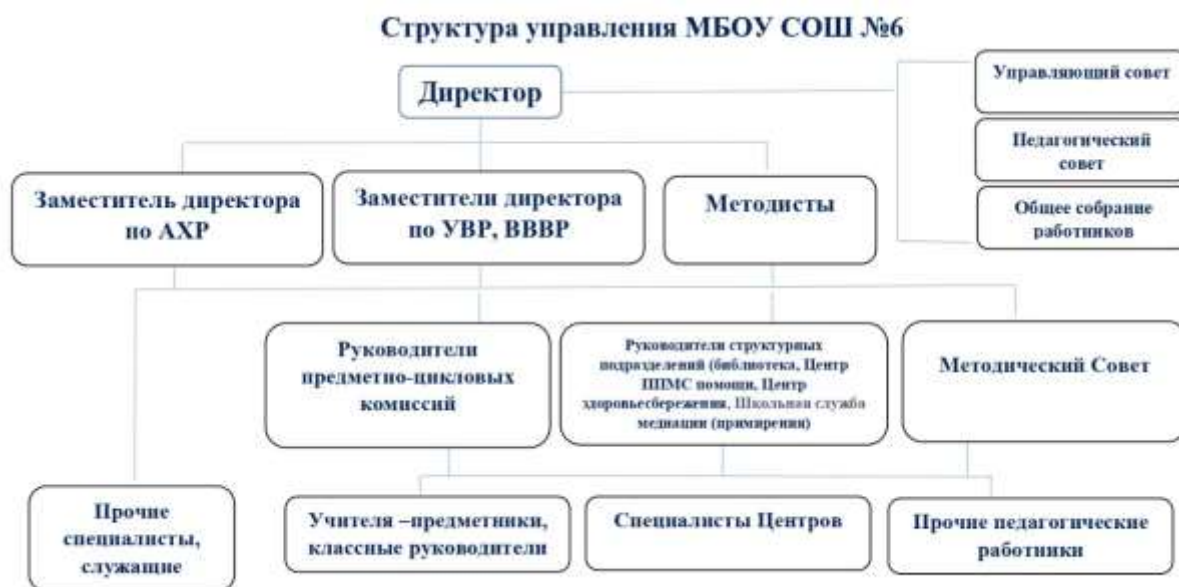 Структура управления МБОУ СОШ №6
Директор
Управляющий совет
Педагогический
совет
Общее собрание
работников
Заместитель директора
по АХР
Заместители директора
по УВР, ВВВР
Методисты
Руководители
предметно-цикловых
комиссий
Руководители структурных
подразделений (библиотека, Центр
ППМС помощи, Центр
здоровьесбережения, Школьная служба
медиации (примирения)
Методический Совет
Прочие
специалисты,
служащие
Учителя –предметники,
классные руководители
Специалисты Центров
Прочие педагогические
работники